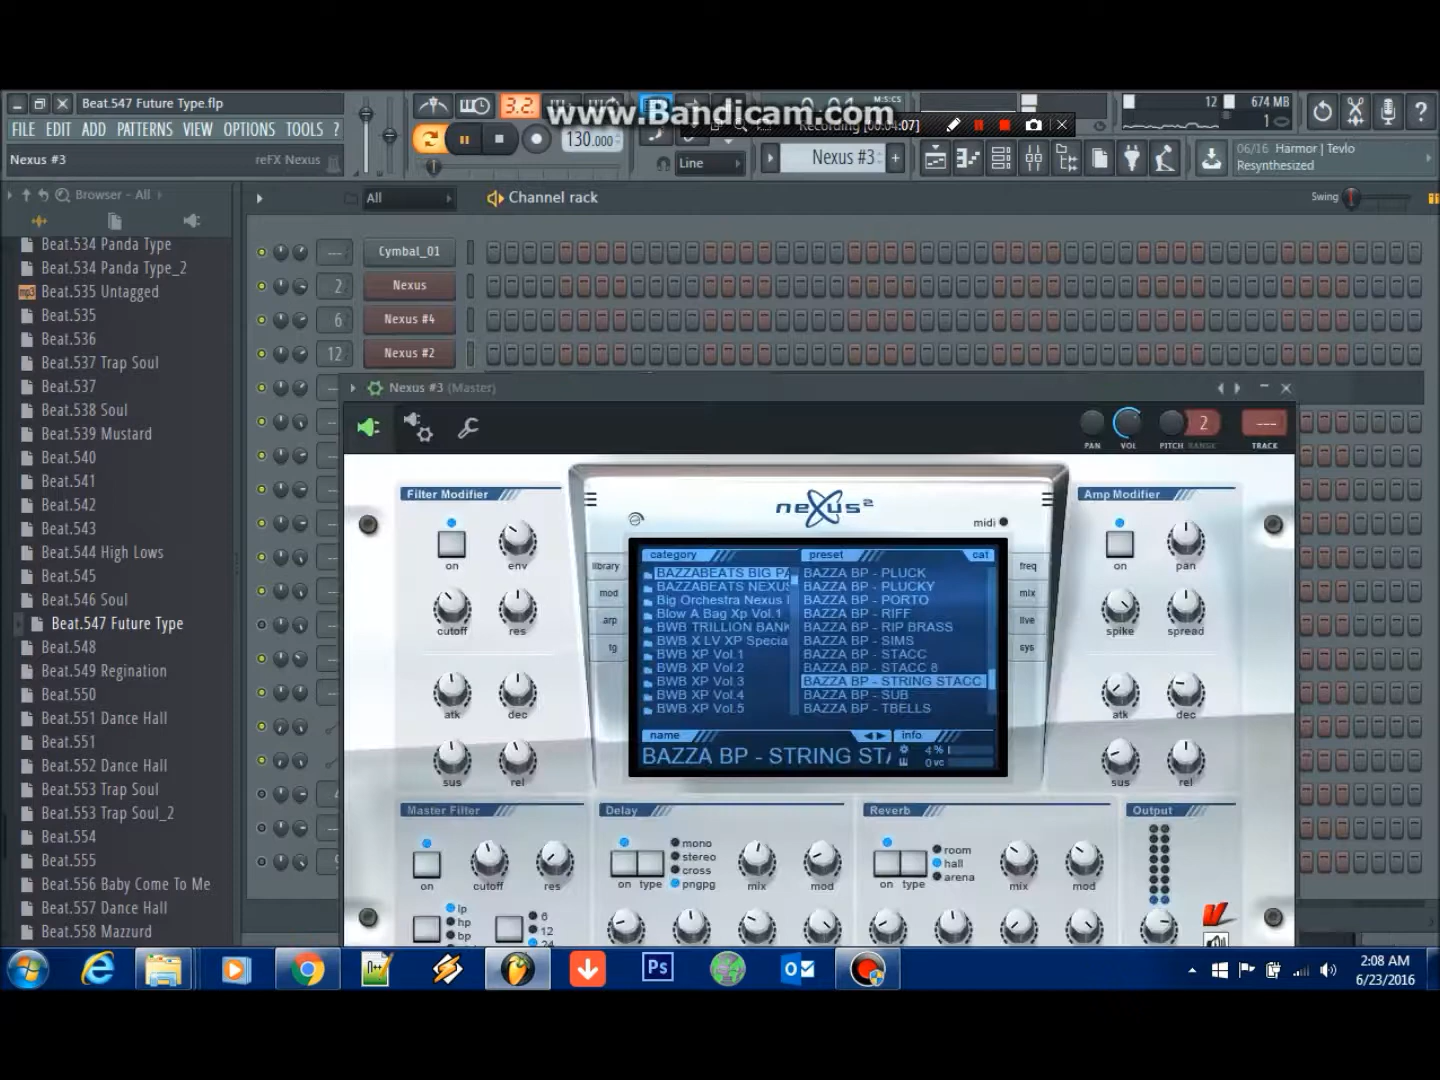 Beat.547 Future Type.flp
3.2
www.Bandicam.com
M:S:CS
Recording [00:04:07]
12
674 MB
1
FILE EDIT ADD PATTERNS VIEW OPTIONS TOOLS ?
130.000
Nexus #3
reFX Nexus
Line
Nexus #3
+
06/16 Harmor | Tevlo
Resynthesized
Browser - All
All
Channel rack
Swing
Beat.534 Panda Type
Beat.534 Panda Type_2
Beat.535 Untagged
Beat.535
Beat.536
Beat.537 Trap Soul
Beat.537
Beat.538 Soul
Beat.539 Mustard
Beat.540
Beat.541
Beat.542
Beat.543
Beat.544 High Lows
Beat.545
Beat.546 Soul
Beat.547 Future Type
Beat.548
Beat.549 Regination
Beat.550
Beat.551 Dance Hall
Beat.551
Beat.552 Dance Hall
Beat.553 Trap Soul
Beat.553 Trap Soul_2
Beat.554
Beat.555
Beat.556 Baby Come To Me
Beat.557 Dance Hall
Beat.558 Mazzurd
--- Cymbal_01
2 Nexus
6 Nexus #4
12 Nexus #2
Nexus #3 (Master)
2
---
PAN VOL PITCH RANGE TRACK
Filter Modifier
on env
cutoff res
atk dec
sus rel
nexus²
midi
library
mod
arp
tg
category preset cat
BAZZABEATS BIG PA
BAZZABEATS NEXUS
Big Orchestra Nexus
Blow A Bag Xp Vol.1
BWB TRILLION BANK
BWB X LV XP Specia
BWB XP Vol.1
BWB XP Vol.2
BWB XP Vol.3
BWB XP Vol.4
BWB XP Vol.5
BAZZA BP - PLUCK
BAZZA BP - PLUCKY
BAZZA BP - PORTO
BAZZA BP - RIFF
BAZZA BP - RIP BRASS
BAZZA BP - SIMS
BAZZA BP - STACC
BAZZA BP - STACC 8
BAZZA BP - STRING STACC
BAZZA BP - SUB
BAZZA BP - TBELLS
name info
BAZZA BP - STRING STA
4 %
0 vc
freq
mix
live
sys
Amp Modifier
on pan
spike spread
atk dec
sus rel
Master Filter
on cutoff res
lp
hp
bp
6
12
24
Delay
on type
mono
stereo
cross
pngpg
mix mod
Reverb
on type
room
hall
arena
mix mod
Output
Ps
2:08 AM
6/23/2016